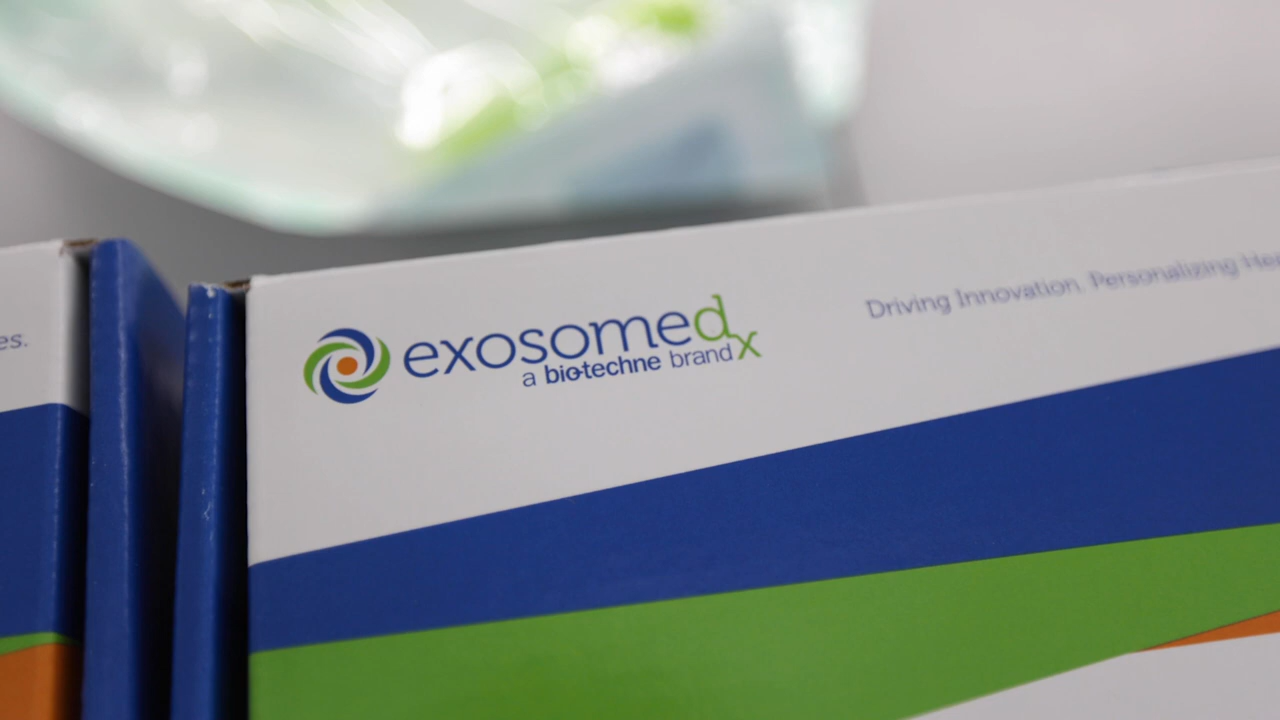 es.
exosomedx
a bio-techne brand
Driving Innovation. Personalizing